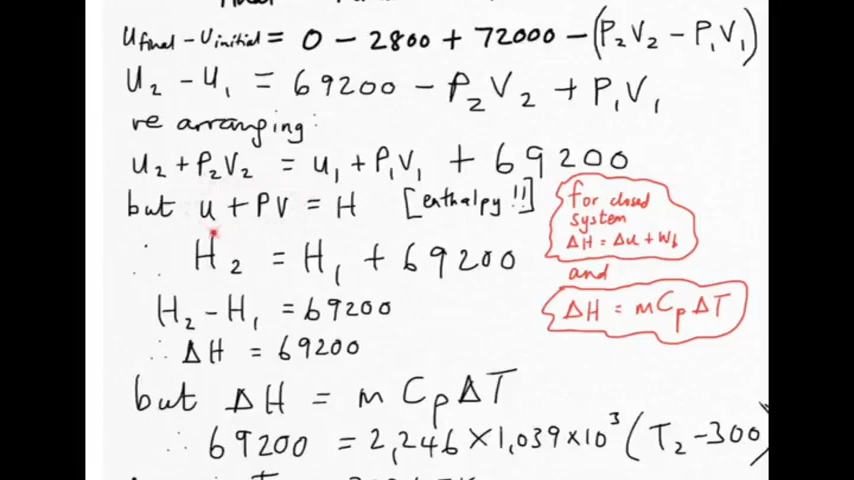 U final - U initial = 0 - 2800 + 72000 - (P₂V₂ - P₁V₁)
U₂ - U₁ = 69200 - P₂V₂ + P₁V₁
re arranging:
U₂ + P₂V₂ = U₁ + P₁V₁ + 69200
but U + PV = H [enthalpy!!]
for closed
system
ΔH = Δu + Wb
∴ H₂ = H₁ + 69200
and
H₂ - H₁ = 69200
ΔH = mCpΔT
∴ ΔH = 69200
but ΔH = m CpΔT
∴ 69200 = 2,246 × 1,039 × 10³ (T₂ - 300)